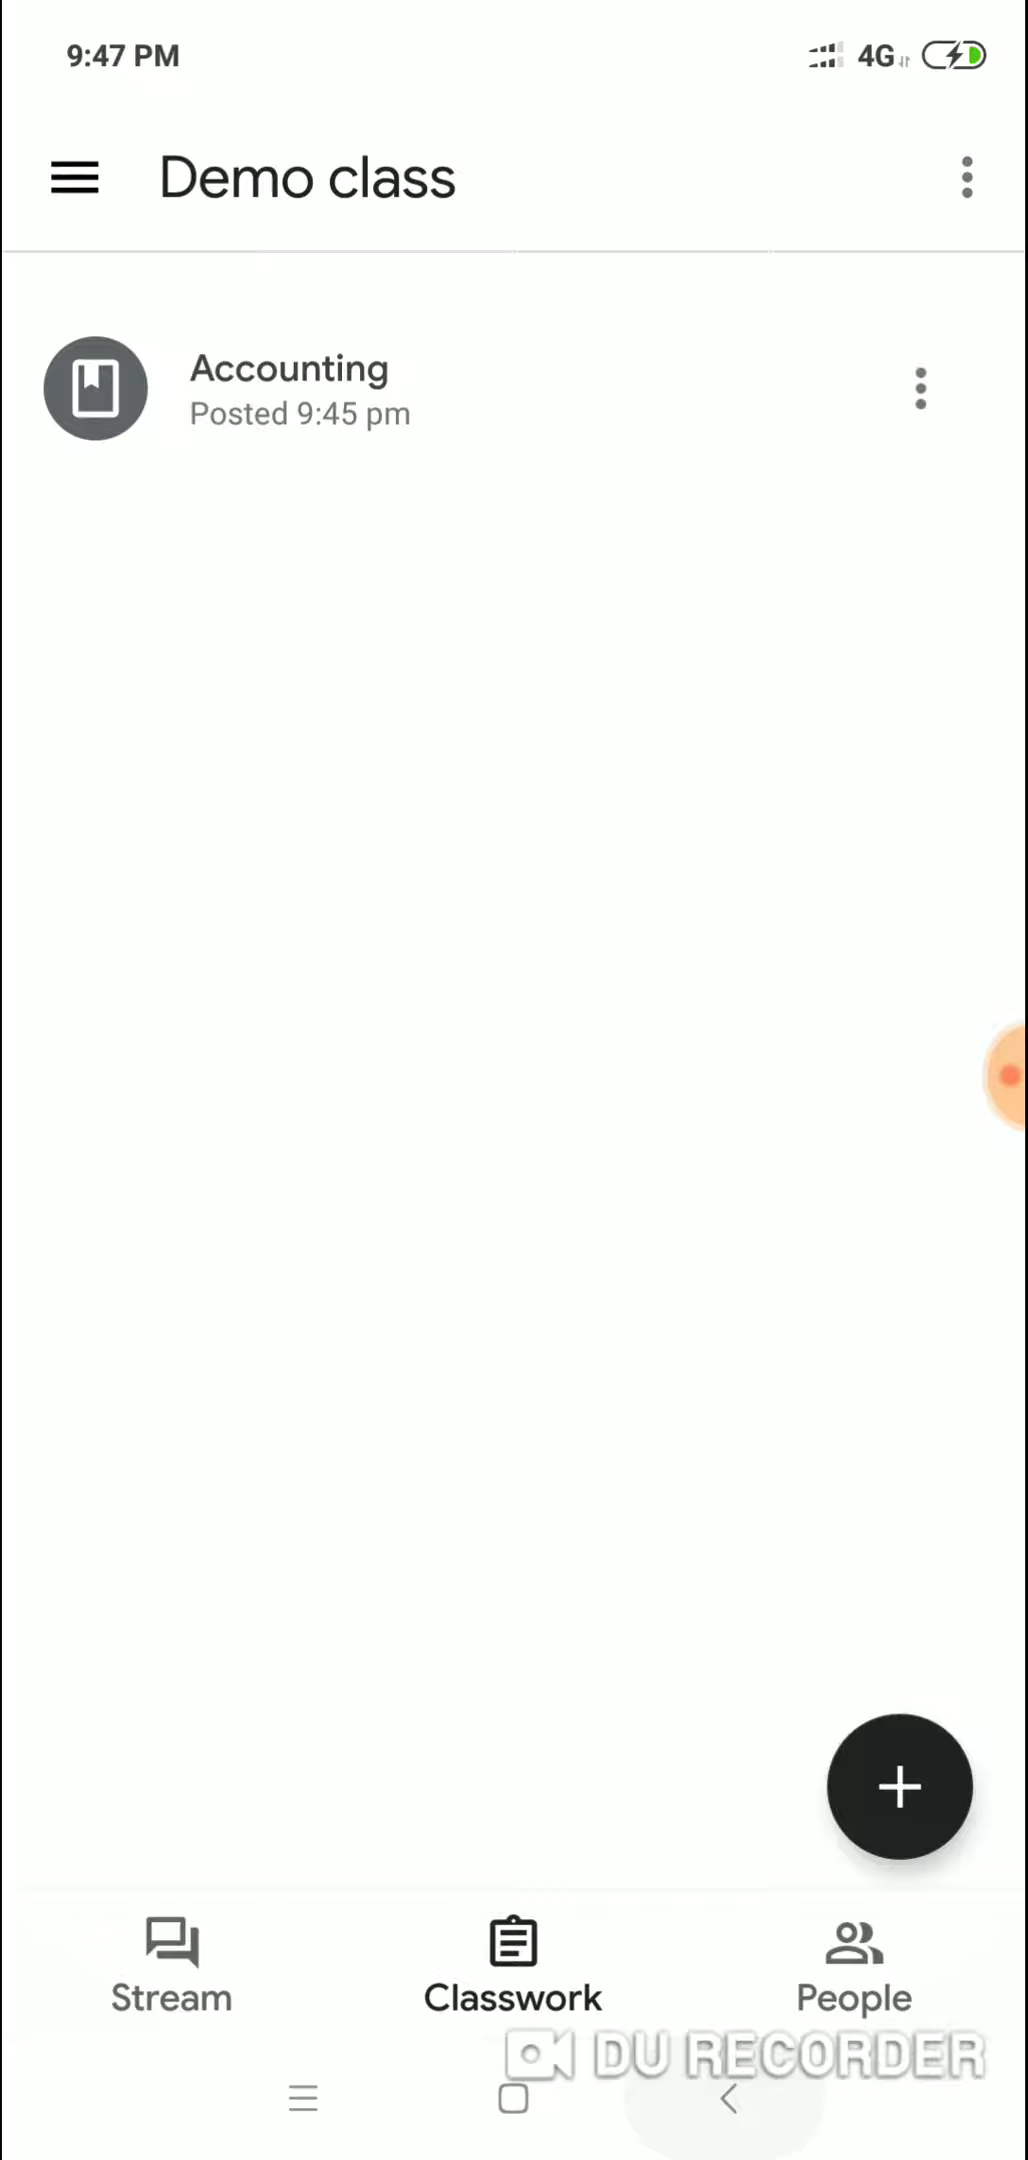 9:47 PM
4G
Demo class
Accounting
Posted 9:45 pm
Stream
Classwork
People
DU RECORDER